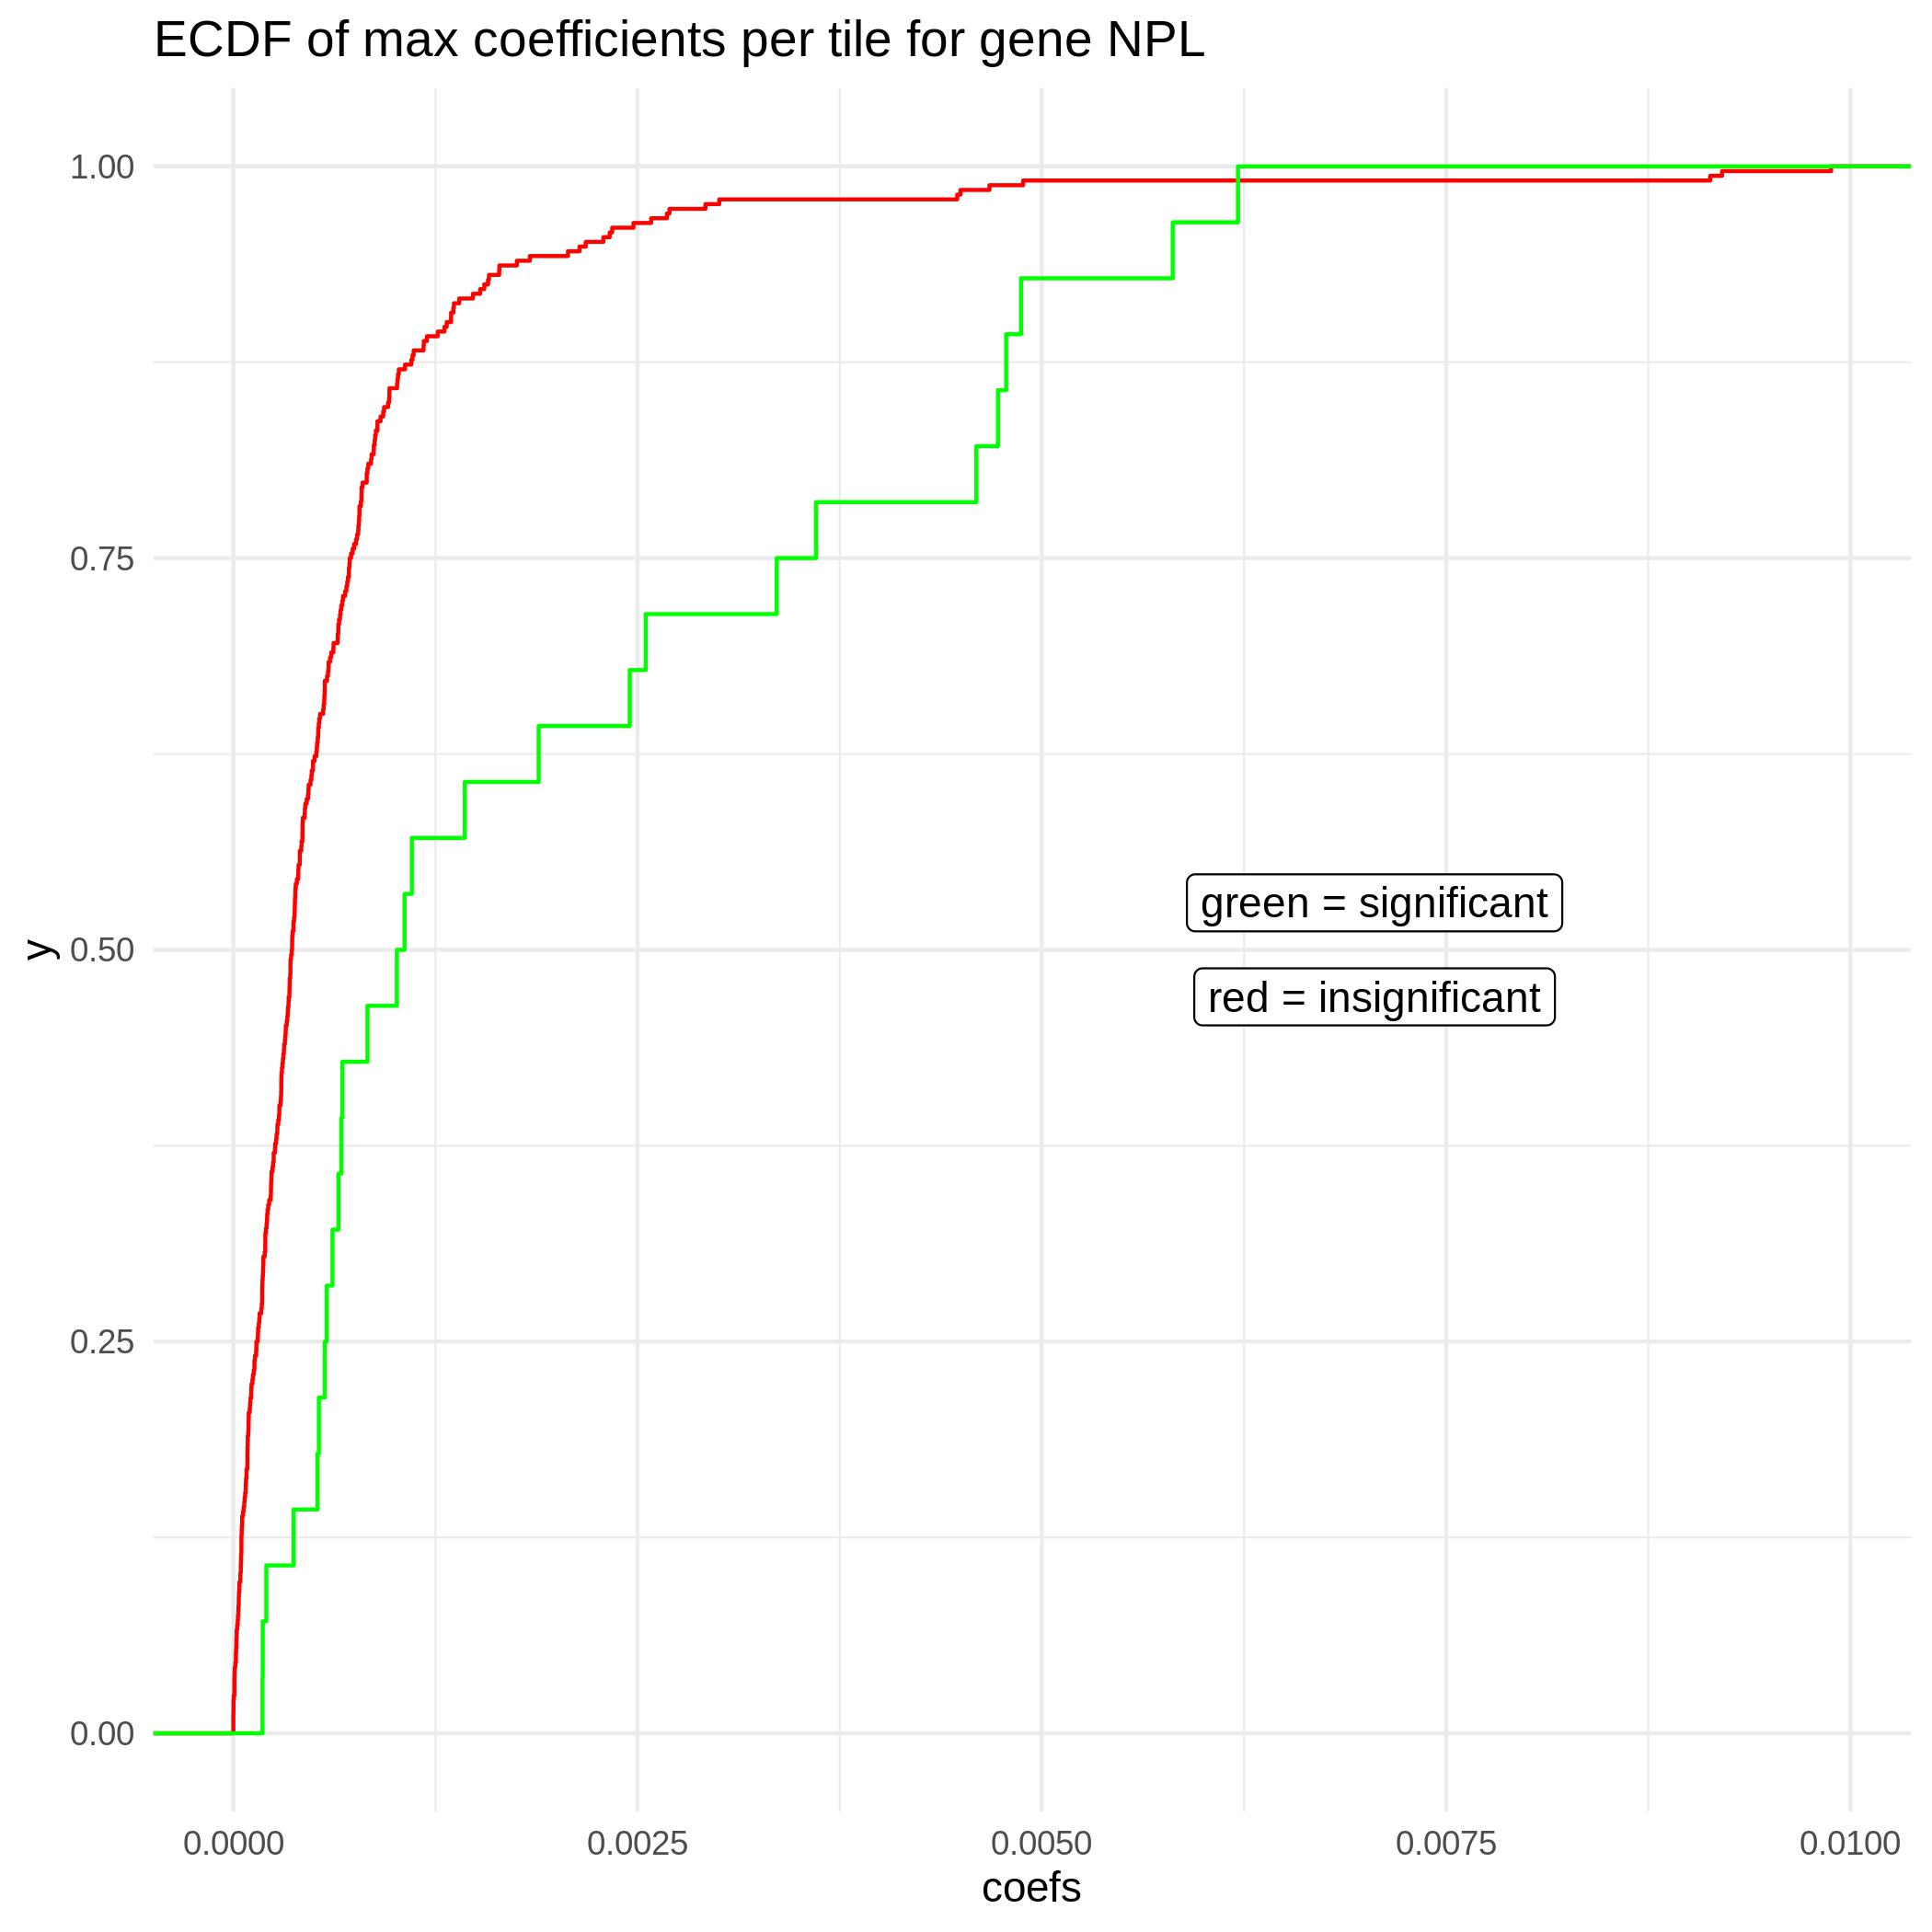 ECDF of max coefficients per tile for gene NPL
1.00
0.75
0.50
0.25
0.00
y
green = significant
red = insignificant
0.0000 0.0025 0.0050 0.0075 0.0100
coefs